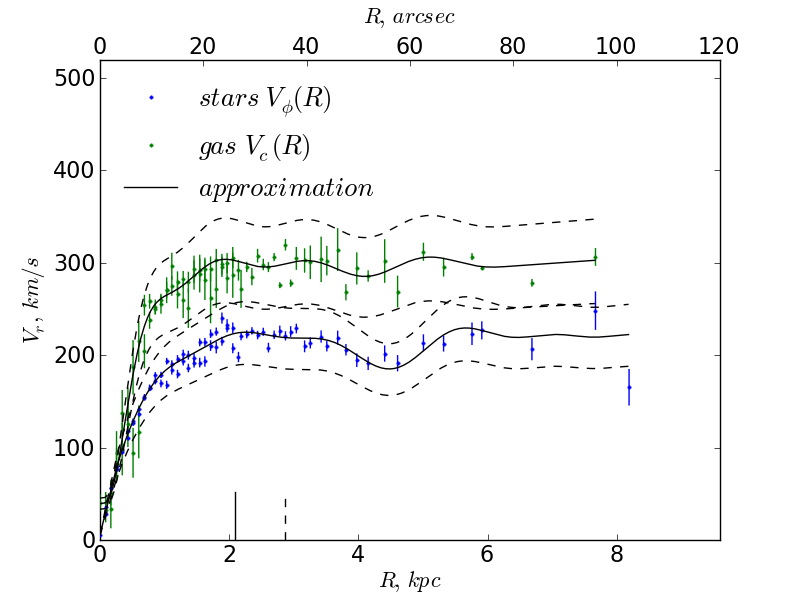 R, arcsec
0 20 40 60 80 100 120
500
400
300
200
100
0
V_r, km/s
stars V_ϕ(R)
gas V_c(R)
approximation
0 2 4 6 8
R, kpc